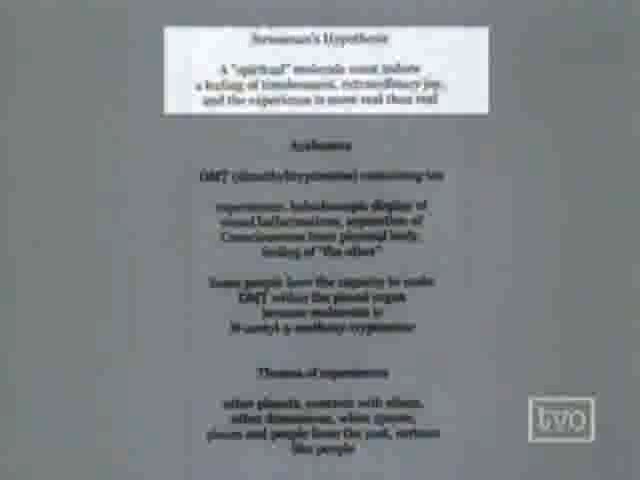 Strassman's Hypothesis
A "spiritual" molecule must induce
a feeling of timelessness, extraordinary joy,
and the experience is more real than real
Ayahuasca
DMT (dimethyltryptamine) containing tea
experience, kaleidoscopic display of
visual hallucinations, separation of
Consciousness from physical body,
feeling of "the other"
Some people have the capacity to make
DMT within the pineal organ
because melatonin is
N-acetyl-5-methoxy-tryptamine
Themes of experiences
other planets, contact with aliens,
other dimensions, white spaces,
places and people from the past,
like people
tvo